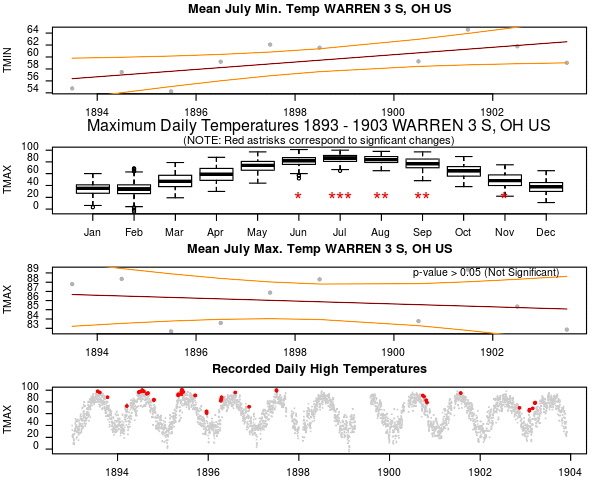 Mean July Min. Temp WARREN 3 S, OH US
TMIN
64
62
60
58
56
54
1894 1896 1898 1900 1902
Maximum Daily Temperatures 1893 - 1903 WARREN 3 S, OH US
(NOTE: Red astrisks correspond to signficant changes)
TMAX
100
80
60
40
20
0
* *** ** ** *
Jan Feb Mar Apr May Jun Jul Aug Sep Oct Nov Dec
Mean July Max. Temp WARREN 3 S, OH US
p-value > 0.05 (Not Significant)
TMAX
89
88
87
86
85
84
83
1894 1896 1898 1900 1902
Recorded Daily High Temperatures
TMAX
100
80
60
40
20
0
1894 1896 1898 1900 1902 1904